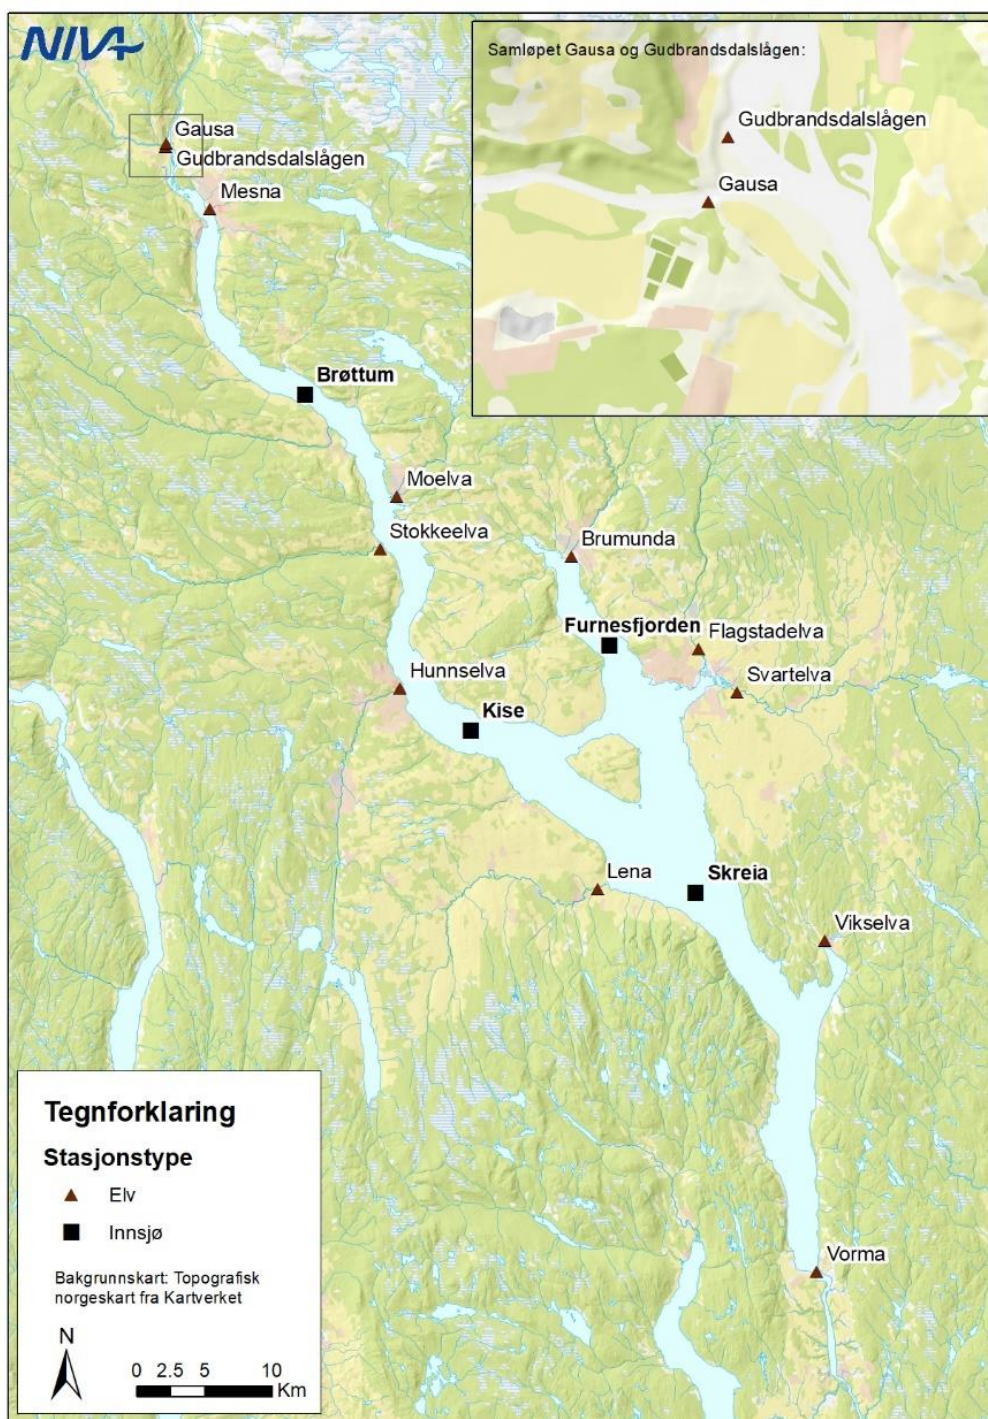 NIVA
Samløpet Gausa og Gudbrandsdalslågen:
Gudbrandsdalslågen
Gausa
Gausa
Gudbrandsdalslågen
Mesna
Brøttum
Moelva
Stokkeelva
Brumunda
Furnesfjorden
Flagstadelva
Hunnselva
Svartelva
Kise
Lena
Skreia
Vikselva
Vorma
Tegnforklaring
Stasjonstype
Elv
Innsjø
Bakgrunnskart: Topografisk
norgeskart fra Kartverket
N
0 2.5 5 10
Km